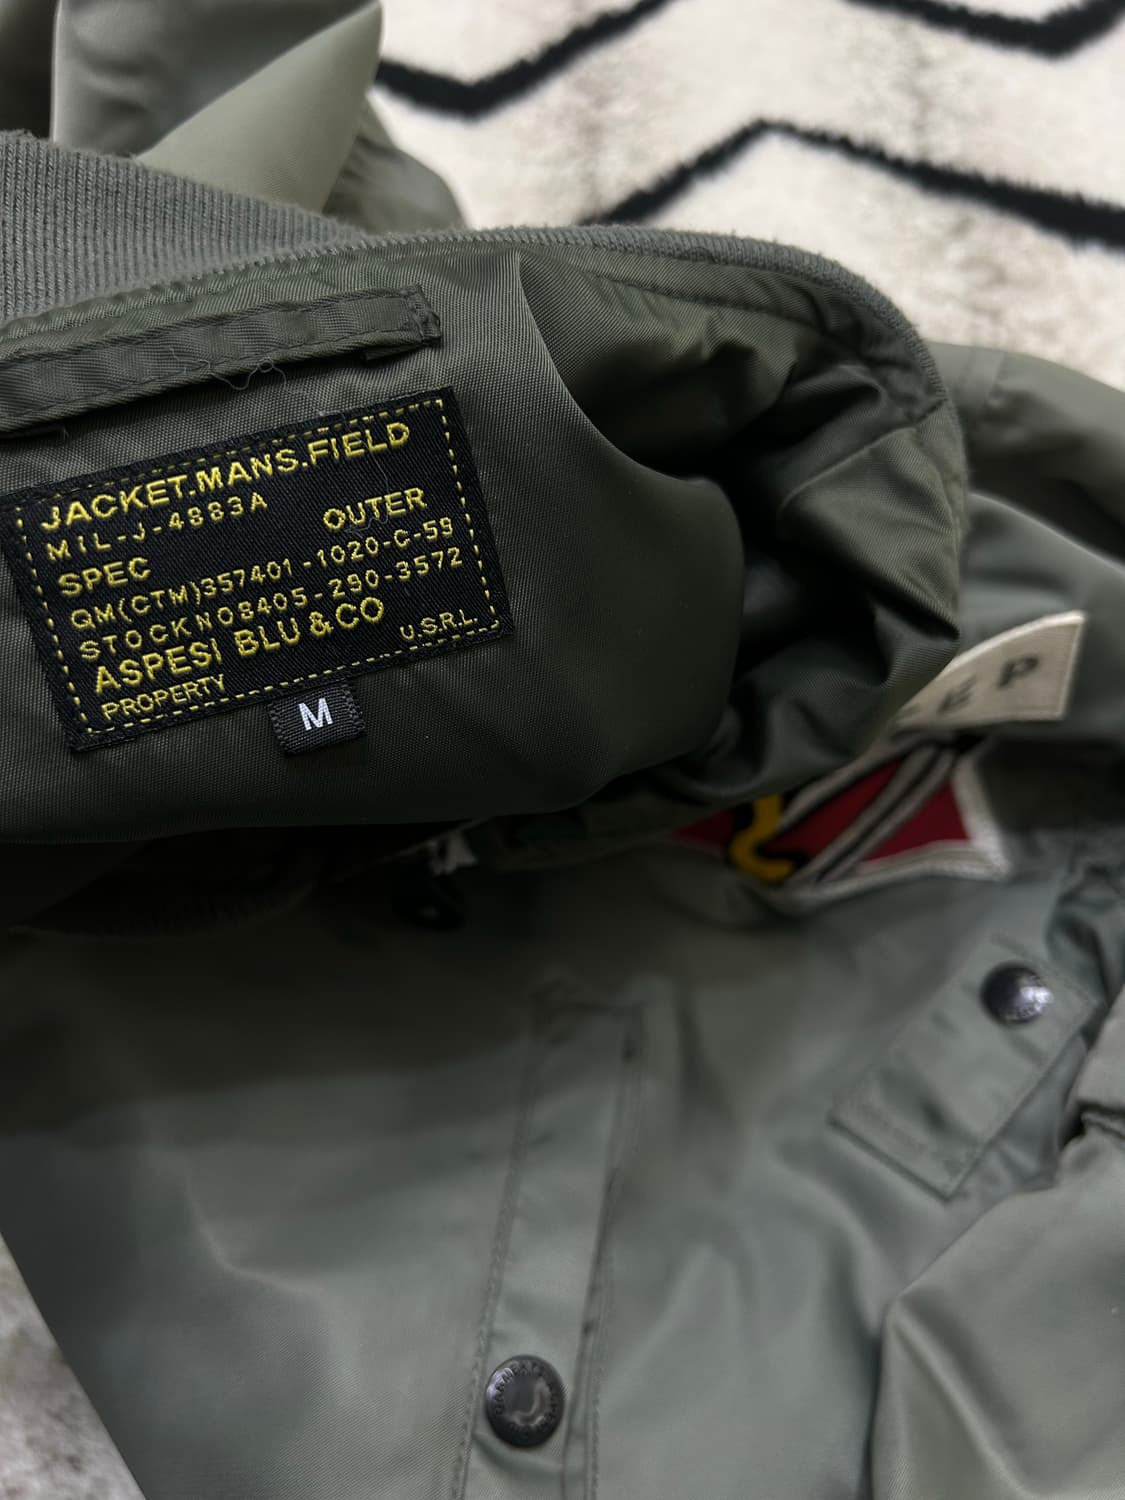 JACKET.MANS.FIELD
MIL-J-4883A
OUTER
SPEC
QM(CTM)357401-1020-C-59
STOCKNO8405-290-3572
ASPESI BLU & CO
U.S.R.L.
PROPERTY
M
EP